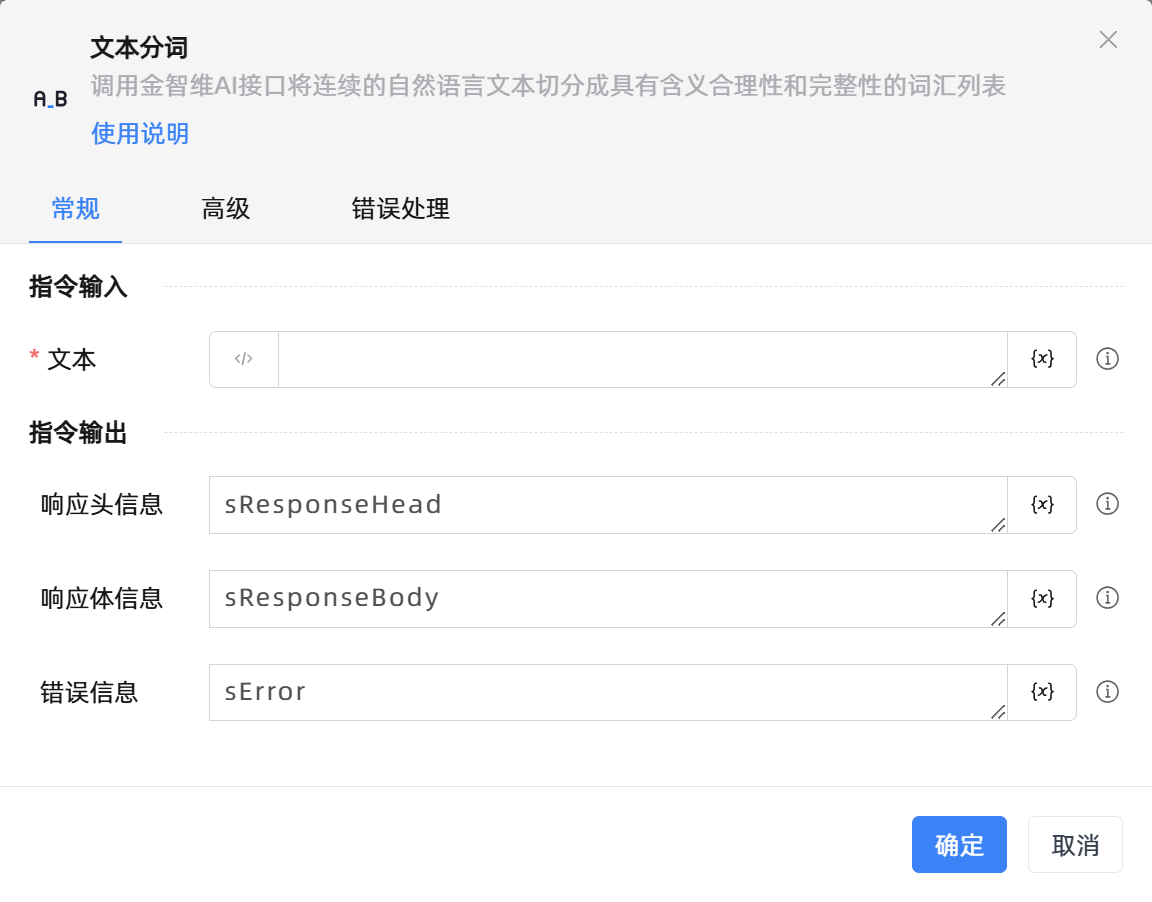 文本分词
调用金智维AI接口将连续的自然语言文本切分成具有含义合理性和完整性的词汇列表
A_B
使用说明
常规 高级 错误处理
指令输入
* 文本 </> {x}
指令输出
响应头信息 sResponseHead {x}
响应体信息 sResponseBody {x}
错误信息 sError {x}
确定 取消